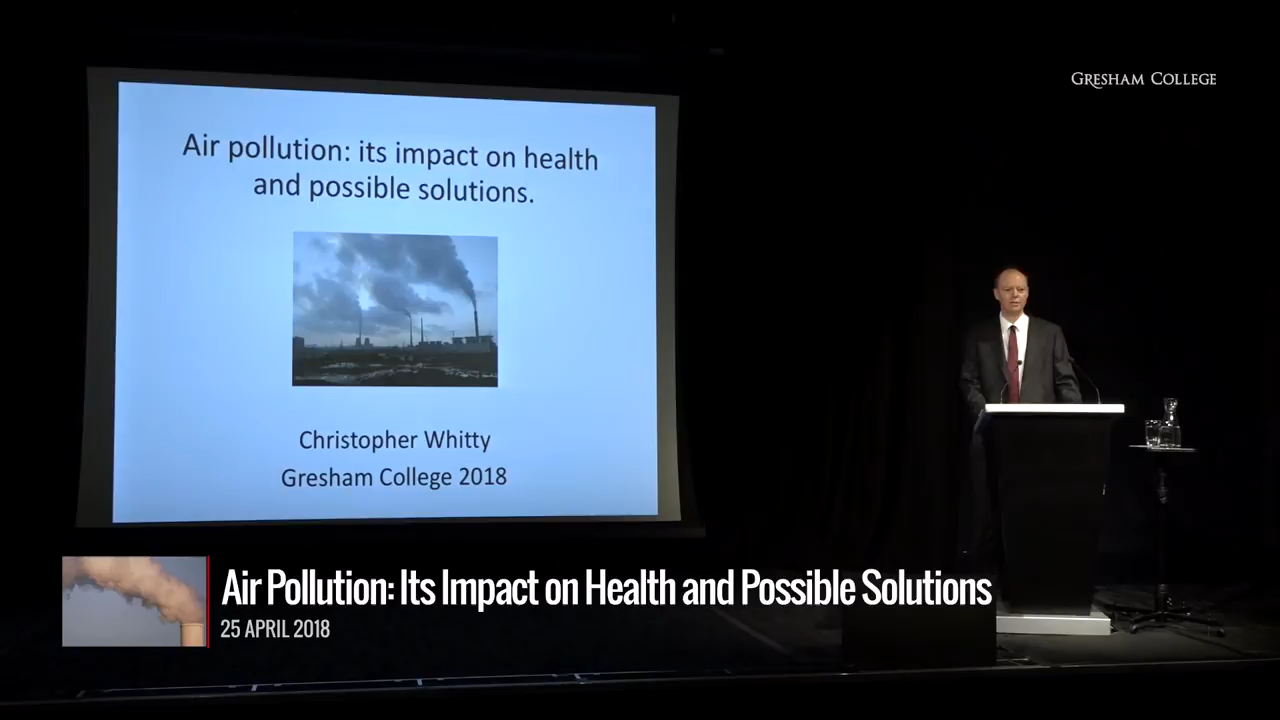 GRESHAM COLLEGE
Air pollution: its impact on health
and possible solutions.
Christopher Whitty
Gresham College 2018
Air Pollution: Its Impact on Health and Possible Solutions
25 APRIL 2018